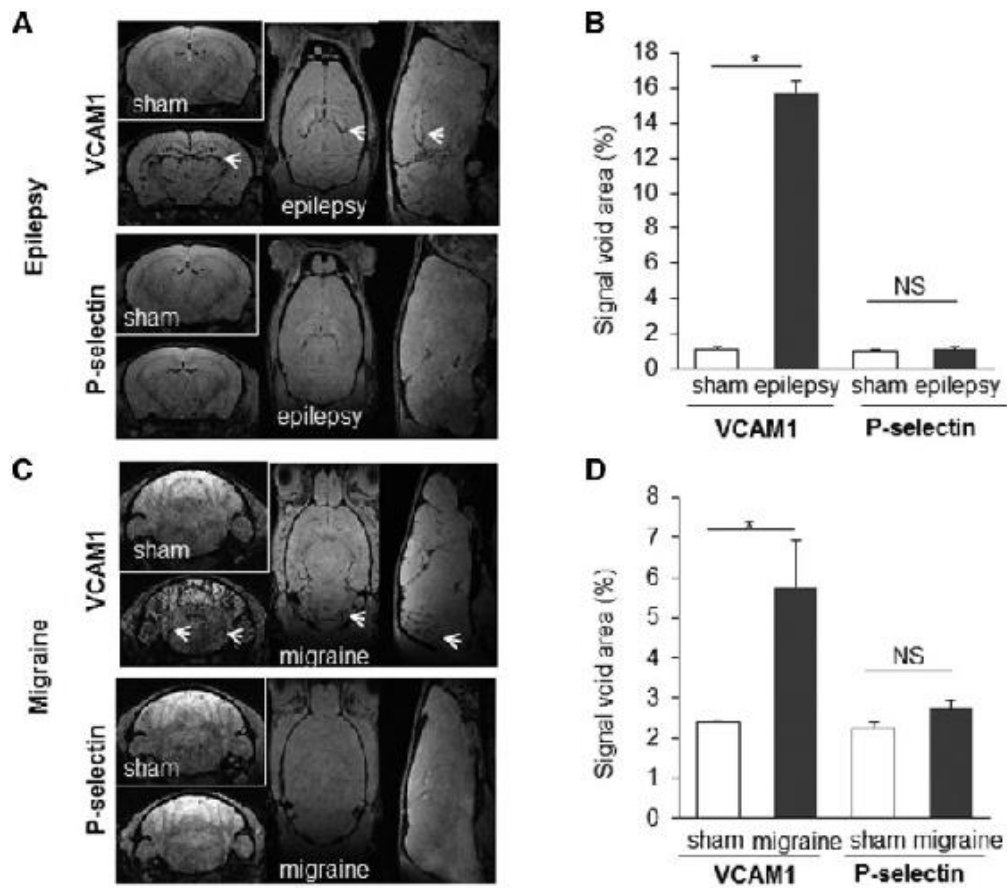 A
Epilepsy
VCAM1
sham
epilepsy
P-selectin
sham
epilepsy
B
Signal void area (%)
18
16
14
12
10
8
6
4
2
1
0
*
NS
sham epilepsy sham epilepsy
VCAM1 P-selectin
C
Migraine
VCAM1
sham
migraine
P-selectin
sham
migraine
D
Signal void area (%)
8
7
6
5
4
3
2
1
0
*
NS
sham migraine sham migraine
VCAM1 P-selectin